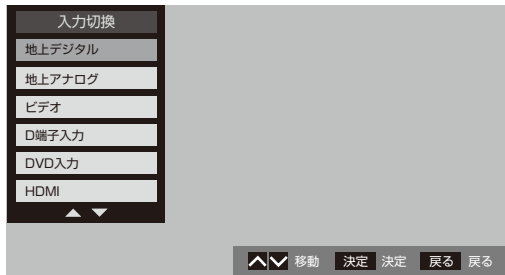 入力切換
地上デジタル
地上アナログ
ビデオ
D端子入力
DVD入力
HDMI
移動 決定 決定 戻る 戻る